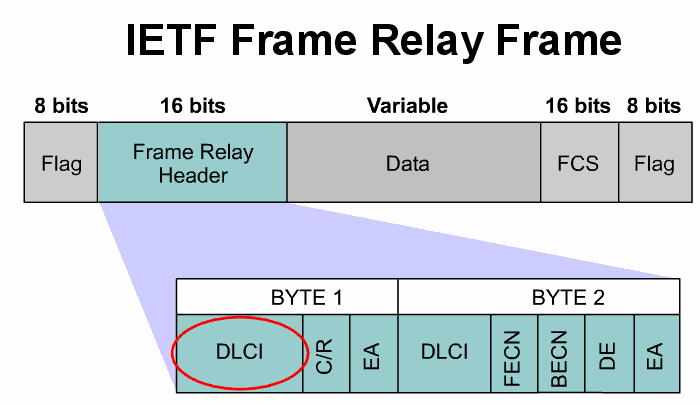 IETF Frame Relay Frame
8 bits 16 bits Variable 16 bits 8 bits
Flag Frame Relay Header Data FCS Flag
BYTE 1 BYTE 2
DLCI C/R EA DLCI FECN BECN DE EA